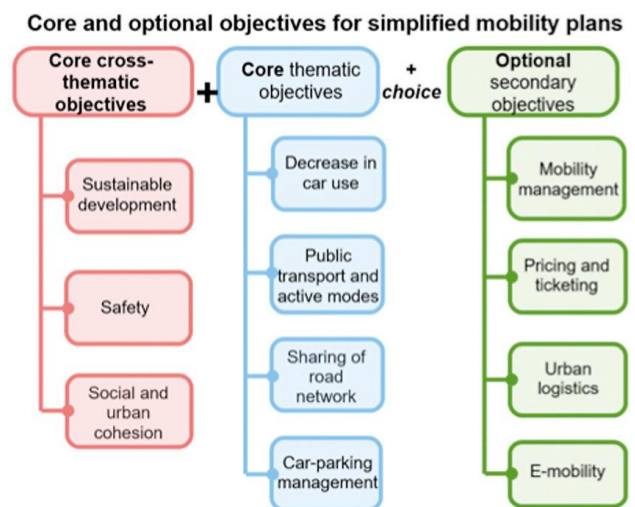 Core and optional objectives for simplified mobility plans
Core cross-
thematic
objectives
+
Core thematic
objectives
+
choice
Optional
secondary
objectives
Sustainable
development
Safety
Social and
urban
cohesion
Decrease in
car use
Public
transport and
active modes
Sharing of
road
network
Car-parking
management
Mobility
management
Pricing and
ticketing
Urban
logistics
E-mobility